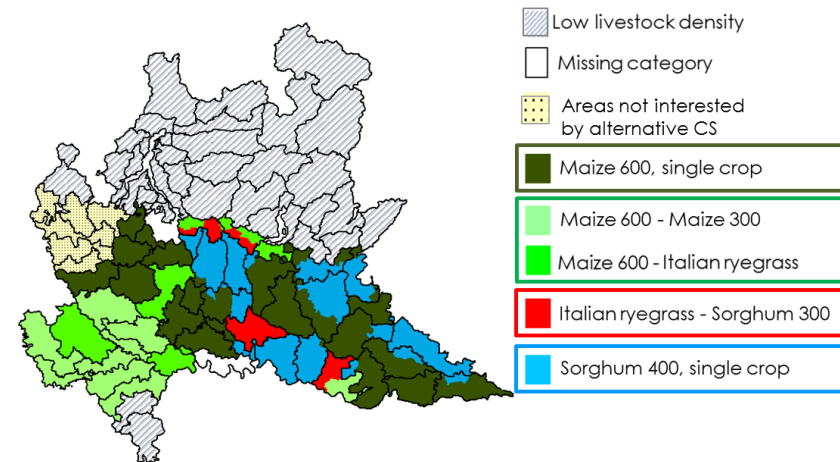 Low livestock density
Missing category
Areas not interested
by alternative CS
Maize 600, single crop
Maize 600 - Maize 300
Maize 600 - Italian ryegrass
Italian ryegrass - Sorghum 300
Sorghum 400, single crop